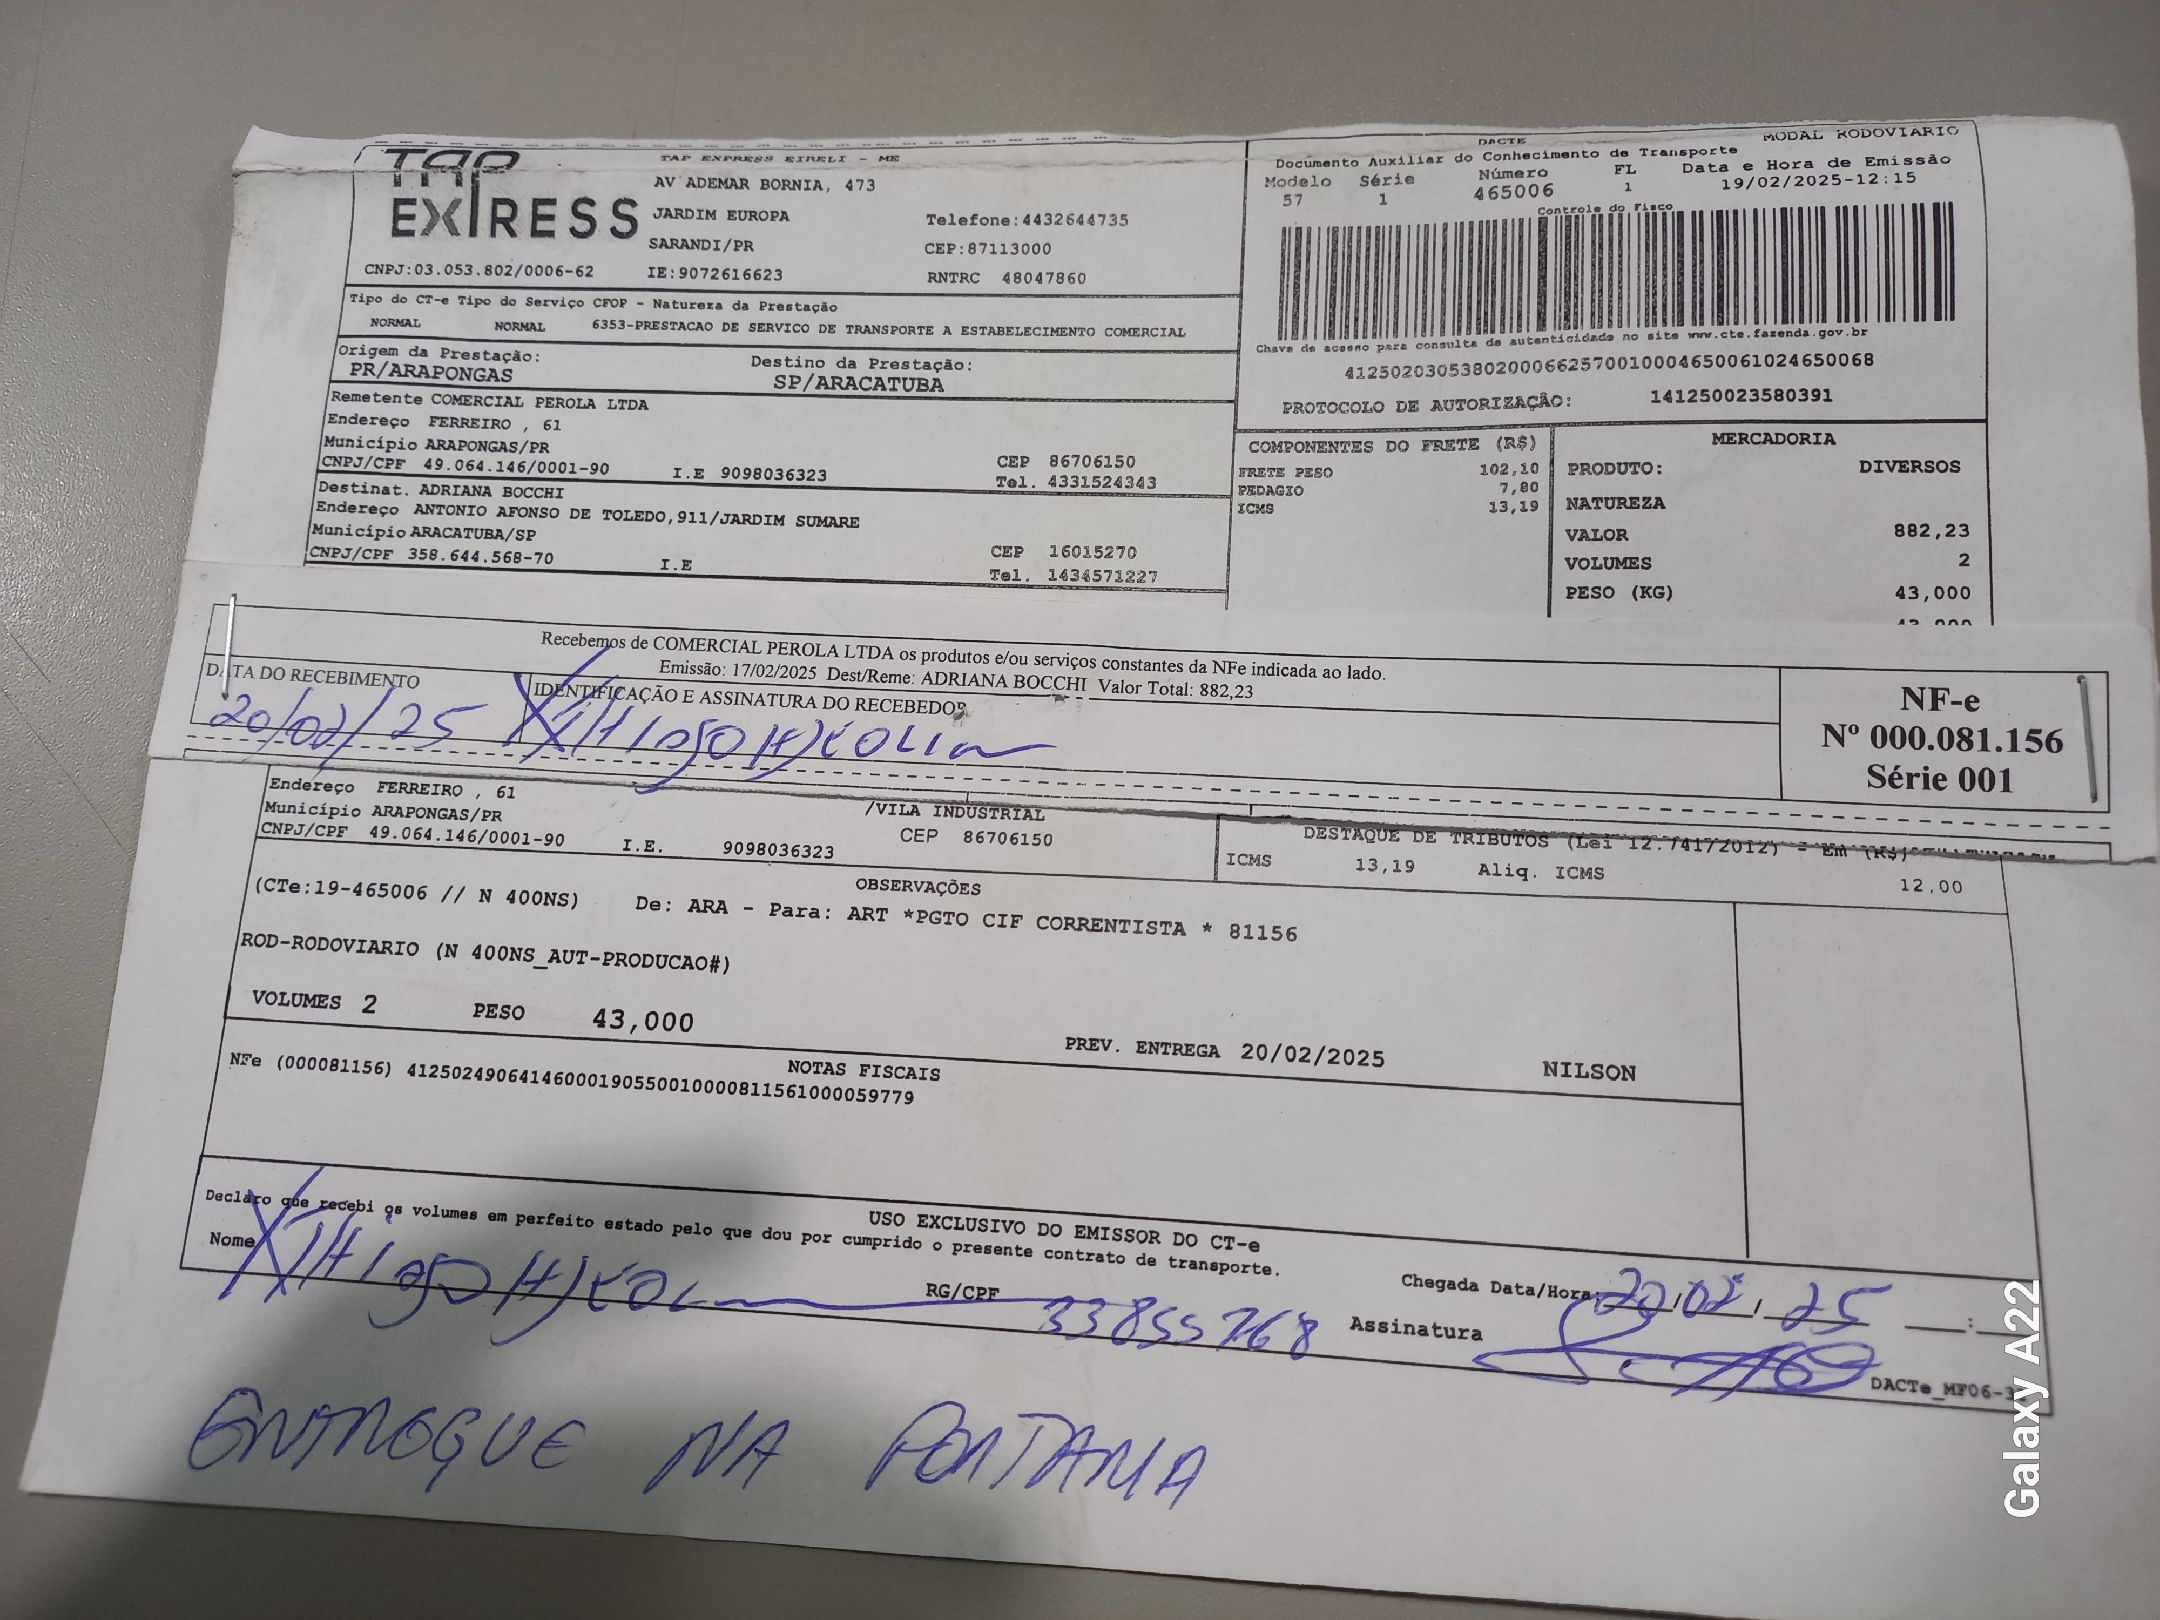 TAP EXPRESS
TAP EXPRESS EIRELI - ME
AV ADEMAR BORNIA, 473
JARDIM EUROPA Telefone:4432644735
SARANDI/PR CEP:87113000
CNPJ:03.053.802/0006-62 IE:9072616623 RNTRC 48047860
DACTE MODAL RODOVIARIO
Documento Auxiliar do Conhecimento de Transporte
Modelo Série Número FL Data e Hora de Emissão
57 1 465006 1 19/02/2025-12:15
Controle do Fisco
Chave de acesso para consulta de autenticidade no site www.cte.fazenda.gov.br
41250203053802000662570010004650061024650068
PROTOCOLO DE AUTORIZAÇÃO: 141250023580391
Tipo do CT-e Tipo do Serviço CFOP - Natureza da Prestação
NORMAL NORMAL 6353-PRESTACAO DE SERVICO DE TRANSPORTE A ESTABELECIMENTO COMERCIAL
Origem da Prestação: Destino da Prestação:
PR/ARAPONGAS SP/ARACATUBA
Remetente COMERCIAL PEROLA LTDA
Endereço FERREIRO , 61
Município ARAPONGAS/PR CEP 86706150
CNPJ/CPF 49.064.146/0001-90 I.E 9098036323 Tel. 4331524343
Destinat. ADRIANA BOCCHI
Endereço ANTONIO AFONSO DE TOLEDO,911/JARDIM SUMARE
Município ARACATUBA/SP CEP 16015270
CNPJ/CPF 358.644.568-70 I.E Tel. 1434571227
COMPONENTES DO FRETE (R$)
FRETE PESO 102,10
PEDAGIO 7,80
ICMS 13,19
MERCADORIA
PRODUTO: DIVERSOS
NATUREZA
VALOR 882,23
VOLUMES 2
PESO (KG) 43,000
Recebemos de COMERCIAL PEROLA LTDA os produtos e/ou serviços constantes da NFe indicada ao lado.
Emissão: 17/02/2025 Dest/Reme: ADRIANA BOCCHI Valor Total: 882,23
DATA DO RECEBIMENTO IDENTIFICAÇÃO E ASSINATURA DO RECEBEDOR
20/02/25
NF-e
Nº 000.081.156
Série 001
Endereço FERREIRO , 61 /VILA INDUSTRIAL
Município ARAPONGAS/PR CEP 86706150
CNPJ/CPF 49.064.146/0001-90 I.E. 9098036323
DESTAQUE DE TRIBUTOS (Lei 12.741/2012) - Em (R$)
ICMS 13,19 Aliq. ICMS 12,00
OBSERVAÇÕES
(CTe:19-465006 // N 400NS) De: ARA - Para: ART *PGTO CIF CORRENTISTA * 81156
ROD-RODOVIARIO (N 400NS_AUT-PRODUCAO#)
VOLUMES 2 PESO 43,000 PREV. ENTREGA 20/02/2025 NILSON
NOTAS FISCAIS
NFe (000081156) 41250249064146000190550010000811561000059779
USO EXCLUSIVO DO EMISSOR DO CT-e
Declaro que recebi os volumes em perfeito estado pelo que dou por cumprido o presente contrato de transporte.
Nome RG/CPF 33855768 Chegada Data/Hora: 20/02/25
Assinatura
ENTREGUE NA PORTARIA
Galaxy A22